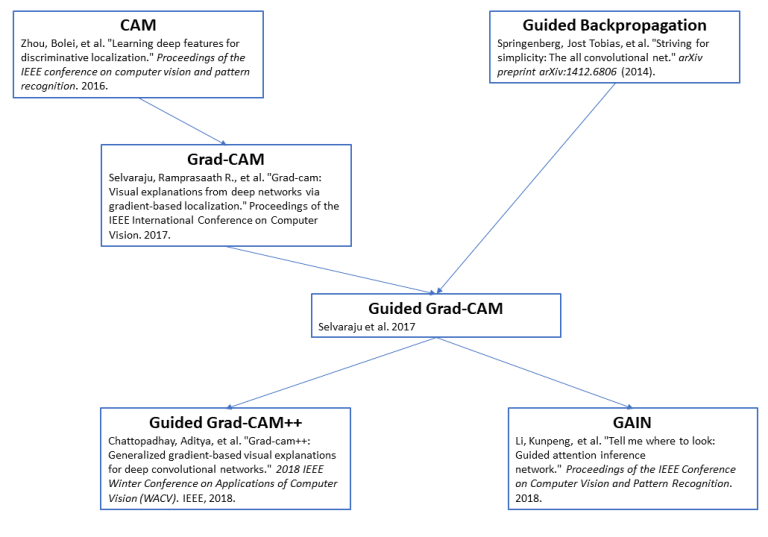 CAM
Zhou, Bolei, et al. "Learning deep features for
discriminative localization." Proceedings of the
IEEE conference on computer vision and pattern
recognition. 2016.
Guided Backpropagation
Springenberg, Jost Tobias, et al. "Striving for
simplicity: The all convolutional net." arXiv
preprint arXiv:1412.6806 (2014).
Grad-CAM
Selvaraju, Ramprasaath R., et al. "Grad-cam:
Visual explanations from deep networks via
gradient-based localization." Proceedings of the
IEEE International Conference on Computer
Vision. 2017.
Guided Grad-CAM
Selvaraju et al. 2017
Guided Grad-CAM++
Chattopadhay, Aditya, et al. "Grad-cam++:
Generalized gradient-based visual explanations
for deep convolutional networks." 2018 IEEE
Winter Conference on Applications of Computer
Vision (WACV). IEEE, 2018.
GAIN
Li, Kunpeng, et al. "Tell me where to look:
Guided attention inference
network." Proceedings of the IEEE Conference
on Computer Vision and Pattern Recognition.
2018.